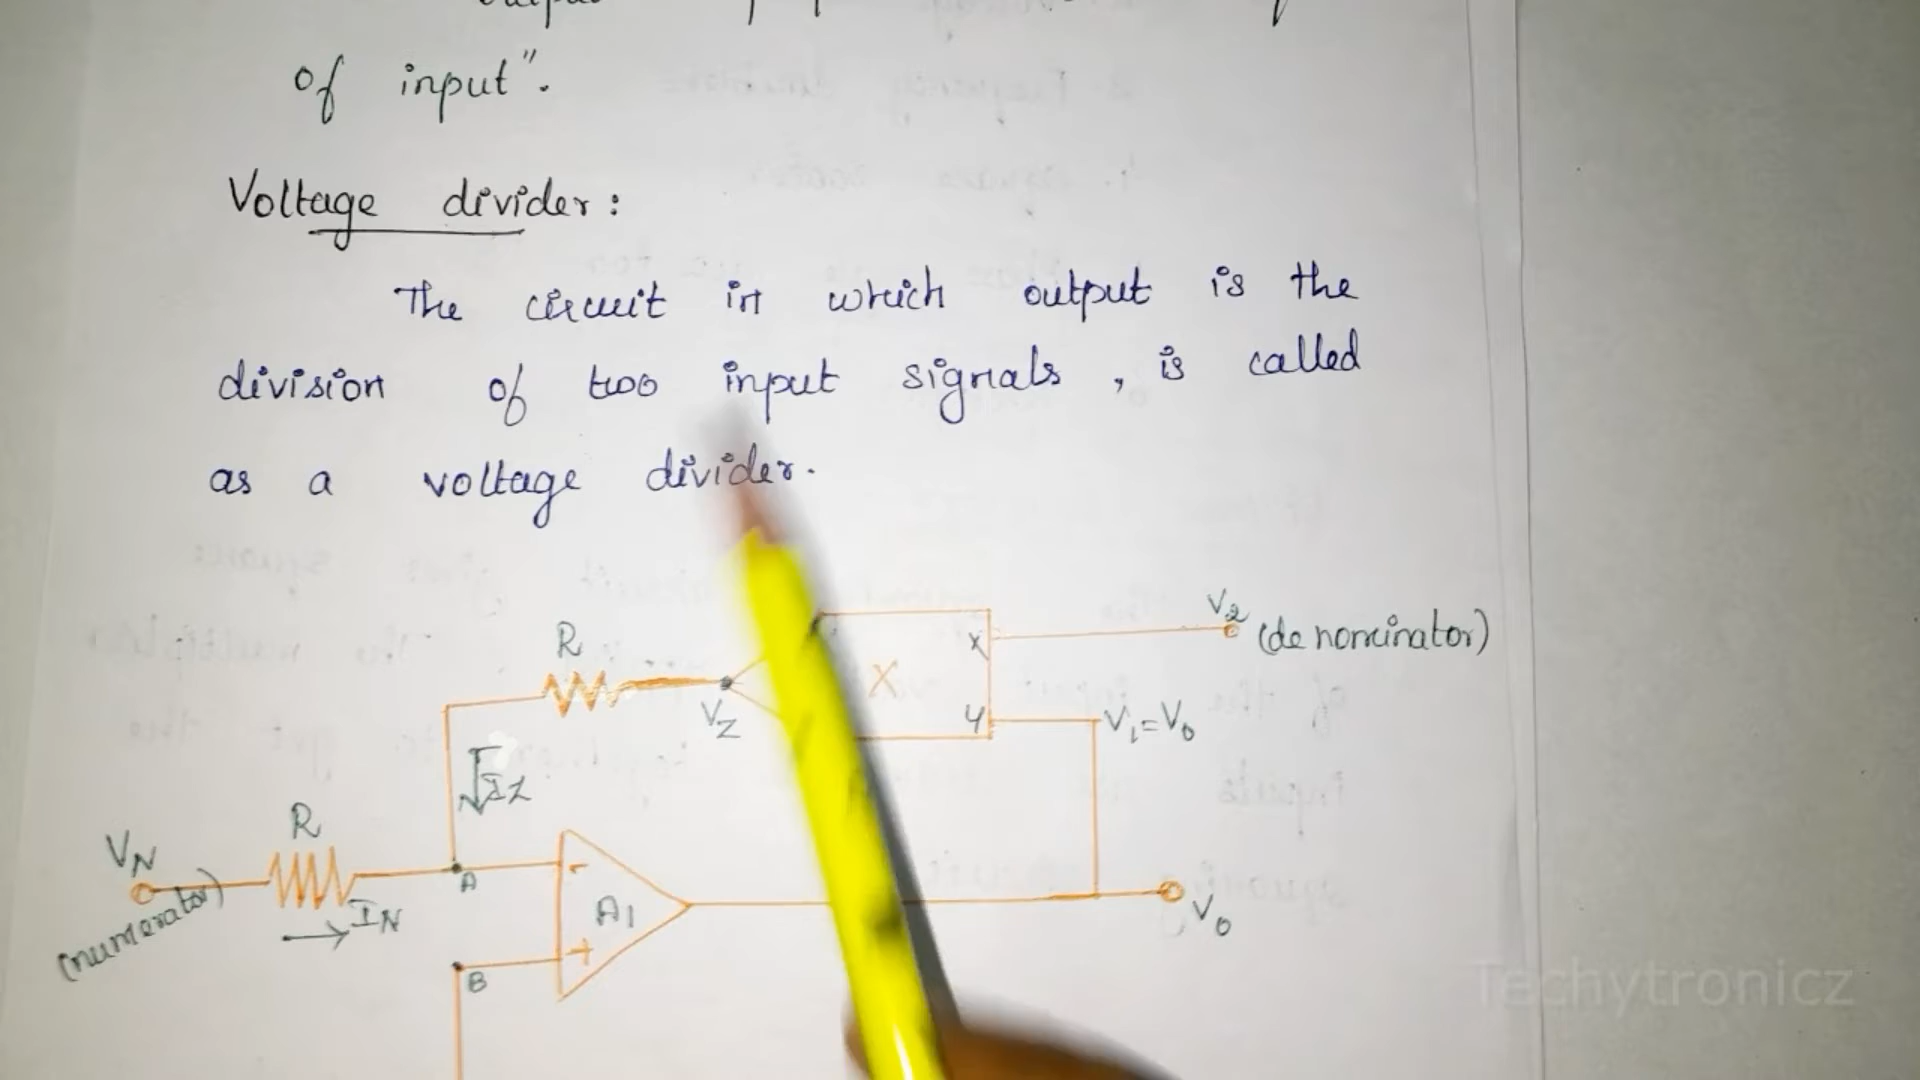 output
of input".
Voltage divider:
The circuit in which output is the
division of two input signals, is called
as a voltage divider.
V2 (denominator)
R
X
X
Y
VZ
V1=V0
IZ
R
VN
(numerator)
IN
A
-
A1
+
B
V0
Techytronicz